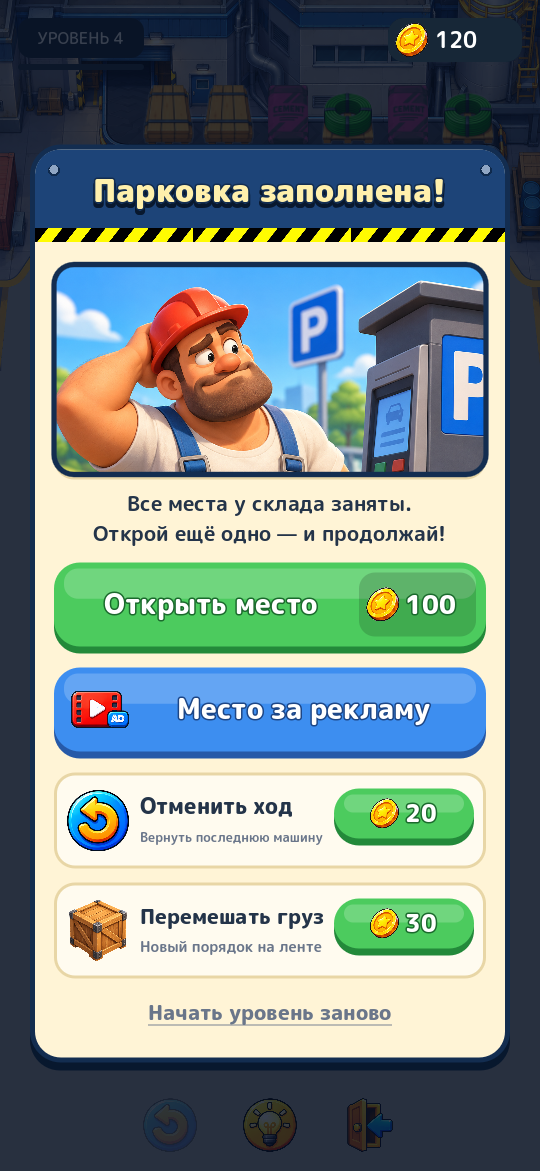 УРОВЕНЬ 4
120
Парковка заполнена!
P
P
Все места у склада заняты.
Открой ещё одно — и продолжай!
Открыть место
100
AD
Место за рекламу
Отменить ход
20
Вернуть последнюю машину
Перемешать груз
30
Новый порядок на ленте
Начать уровень заново